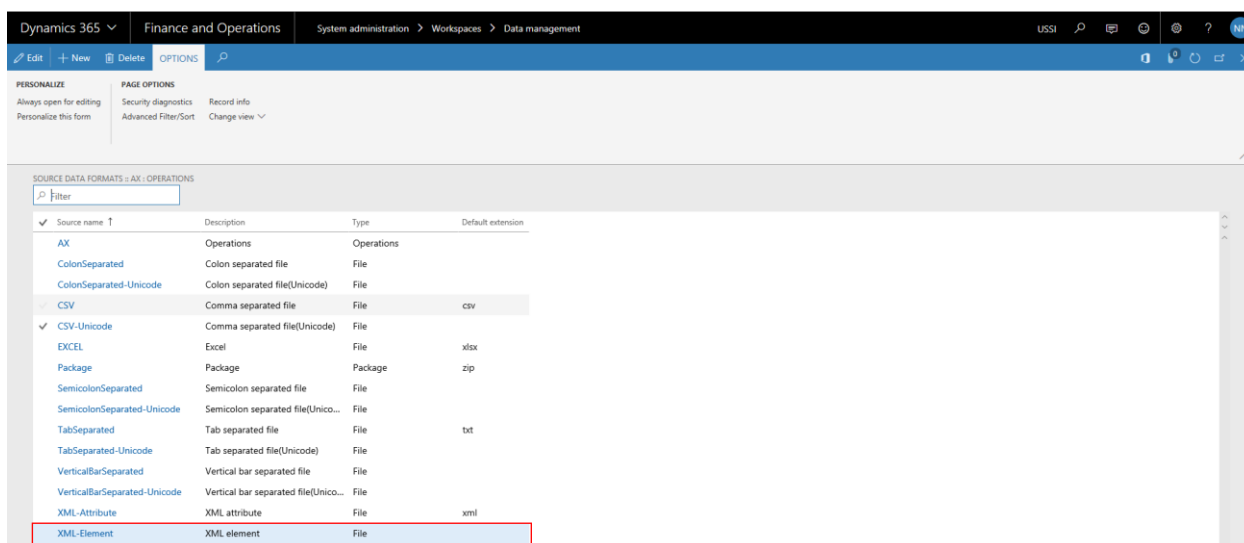 Dynamics 365 Finance and Operations System administration > Workspaces > Data management USSI ? NN
Edit + New Delete OPTIONS 0
PERSONALIZE PAGE OPTIONS
Always open for editing Security diagnostics Record info
Personalize this form Advanced Filter/Sort Change view
SOURCE DATA FORMATS :: AX : OPERATIONS
Filter
Source name ↑ Description Type Default extension
AX Operations Operations
ColonSeparated Colon separated file File
ColonSeparated-Unicode Colon separated file(Unicode) File
CSV Comma separated file File csv
CSV-Unicode Comma separated file(Unicode) File
EXCEL Excel File xlsx
Package Package Package zip
SemicolonSeparated Semicolon separated file File
SemicolonSeparated-Unicode Semicolon separated file(Unico... File
TabSeparated Tab separated file File txt
TabSeparated-Unicode Tab separated file(Unicode) File
VerticalBarSeparated Vertical bar separated file File
VerticalBarSeparated-Unicode Vertical bar separated file(Unico... File
XML-Attribute XML attribute File xml
XML-Element XML element File